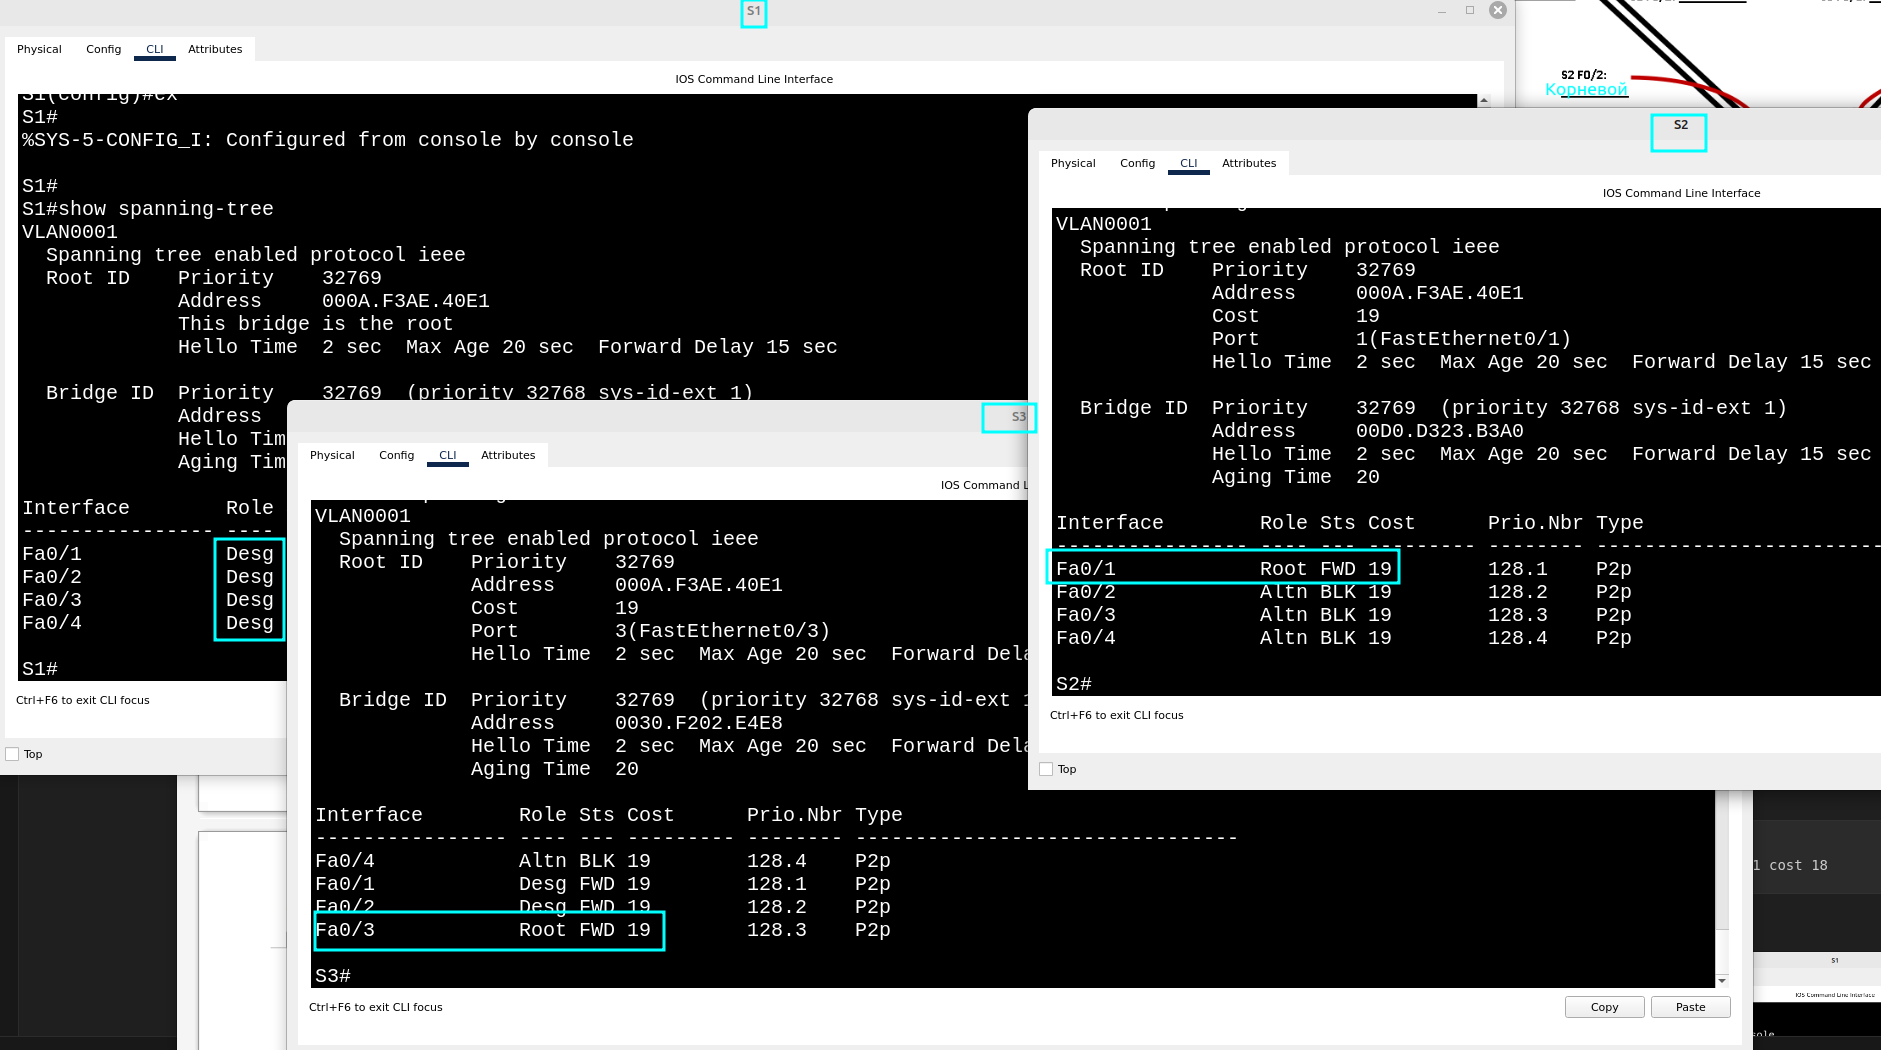 S1
Physical Config CLI Attributes
IOS Command Line Interface
S1(config)#ex
S1#
%SYS-5-CONFIG_I: Configured from console by console
S1#
S1#show spanning-tree
VLAN0001
Spanning tree enabled protocol ieee
Root ID Priority 32769
Address 000A.F3AE.40E1
This bridge is the root
Hello Time 2 sec Max Age 20 sec Forward Delay 15 sec
Bridge ID Priority 32769 (priority 32768 sys-id-ext 1)
Address
Hello Tim
Aging Tim
Interface Role
---------------- ----
Fa0/1 Desg
Fa0/2 Desg
Fa0/3 Desg
Fa0/4 Desg
S1#
Ctrl+F6 to exit CLI focus
Top
S2 F0/2:
Корневой
S2
Physical Config CLI Attributes
IOS Command Line Interface
VLAN0001
Spanning tree enabled protocol ieee
Root ID Priority 32769
Address 000A.F3AE.40E1
Cost 19
Port 1(FastEthernet0/1)
Hello Time 2 sec Max Age 20 sec Forward Delay 15 sec
Bridge ID Priority 32769 (priority 32768 sys-id-ext 1)
Address 00D0.D323.B3A0
Hello Time 2 sec Max Age 20 sec Forward Delay 15 sec
Aging Time 20
Interface Role Sts Cost Prio.Nbr Type
---------------- ---- --- --------- -------- ------------------------
Fa0/1 Root FWD 19 128.1 P2p
Fa0/2 Altn BLK 19 128.2 P2p
Fa0/3 Altn BLK 19 128.3 P2p
Fa0/4 Altn BLK 19 128.4 P2p
S2#
Ctrl+F6 to exit CLI focus
Top
S3
Physical Config CLI Attributes
IOS Command L
VLAN0001
Spanning tree enabled protocol ieee
Root ID Priority 32769
Address 000A.F3AE.40E1
Cost 19
Port 3(FastEthernet0/3)
Hello Time 2 sec Max Age 20 sec Forward Dela
Bridge ID Priority 32769 (priority 32768 sys-id-ext 1
Address 0030.F202.E4E8
Hello Time 2 sec Max Age 20 sec Forward Dela
Aging Time 20
Interface Role Sts Cost Prio.Nbr Type
---------------- ---- --- --------- -------- --------------------------------
Fa0/4 Altn BLK 19 128.4 P2p
Fa0/1 Desg FWD 19 128.1 P2p
Fa0/2 Desg FWD 19 128.2 P2p
Fa0/3 Root FWD 19 128.3 P2p
S3#
Ctrl+F6 to exit CLI focus
Copy Paste
1 cost 18
S1
IOS Command Line Interface
sole